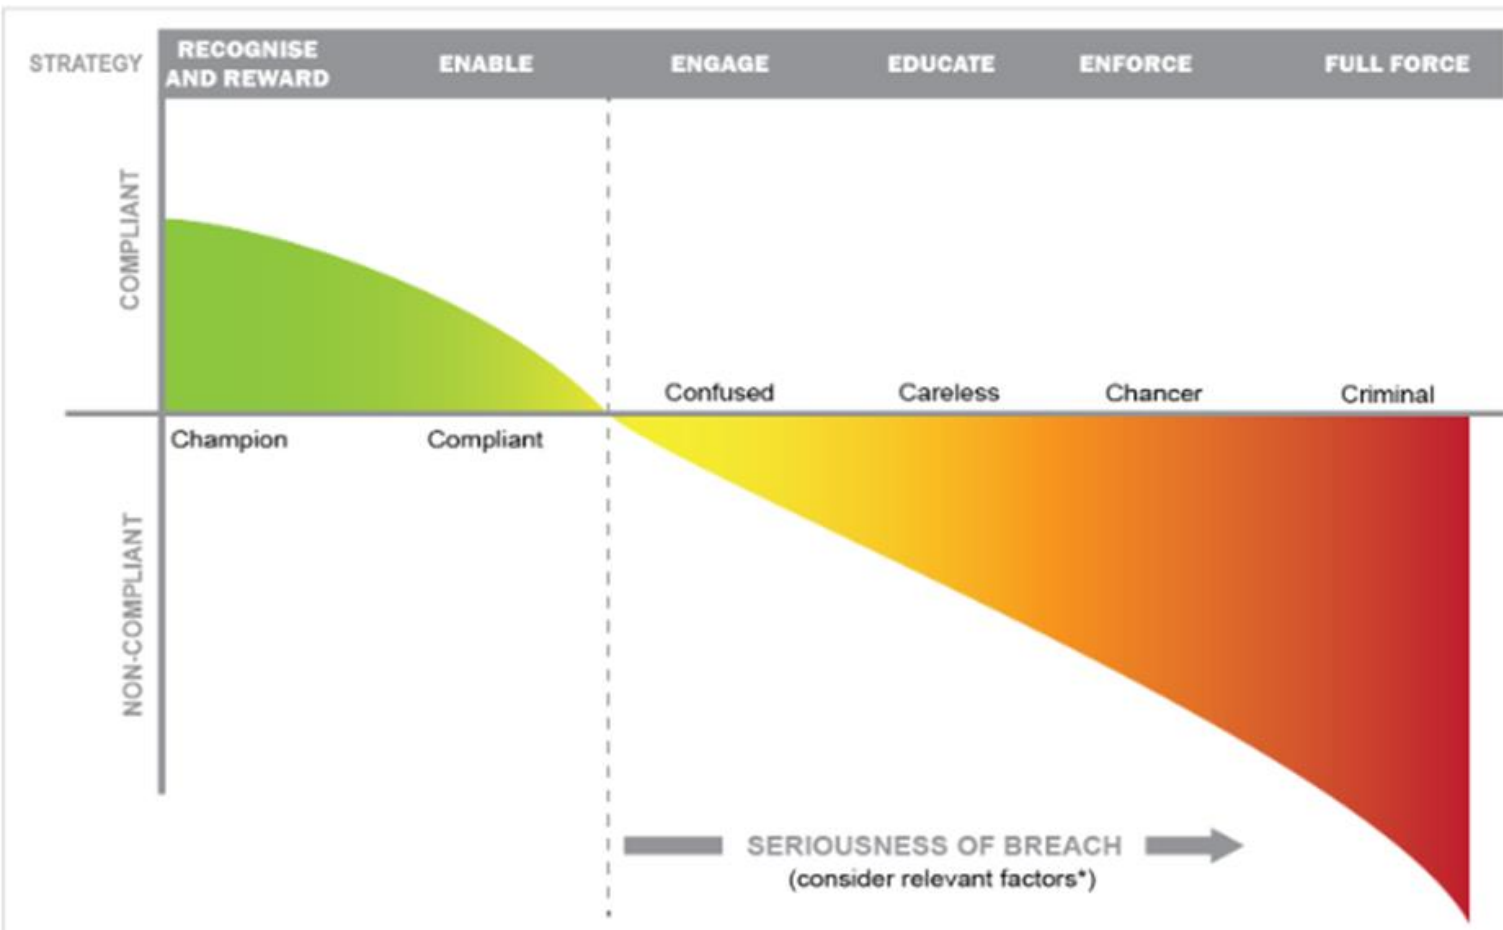 STRATEGY
RECOGNISE
AND REWARD
ENABLE
ENGAGE
EDUCATE
ENFORCE
FULL FORCE
COMPLIANT
Confused
Careless
Chancer
Criminal
Champion
Compliant
NON-COMPLIANT
SERIOUSNESS OF BREACH
(consider relevant factors*)